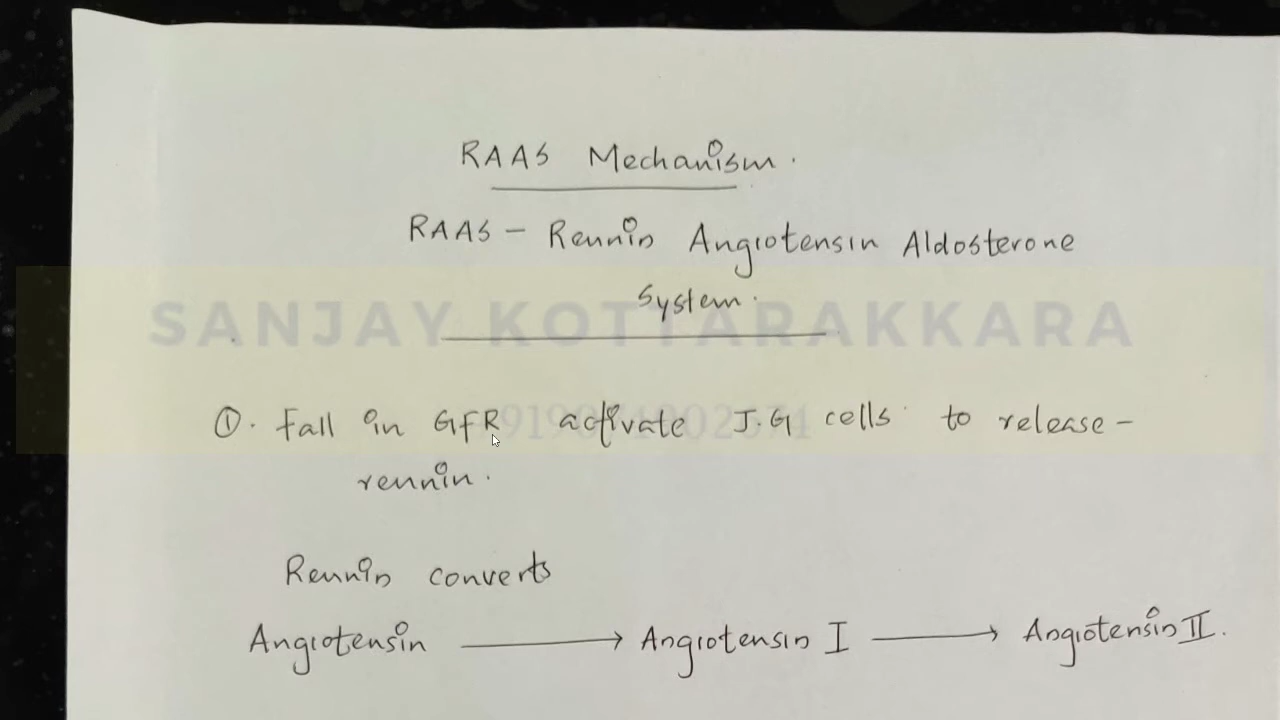 RAAS Mechanism.
RAAS – Rennin Angiotensin Aldosterone
System.
SANJAY KOTTARAKKARA
①. Fall in GFR activate J.G cells to release –
rennin.
Rennin converts
Angiotensin → Angiotensin I → Angiotensin II.